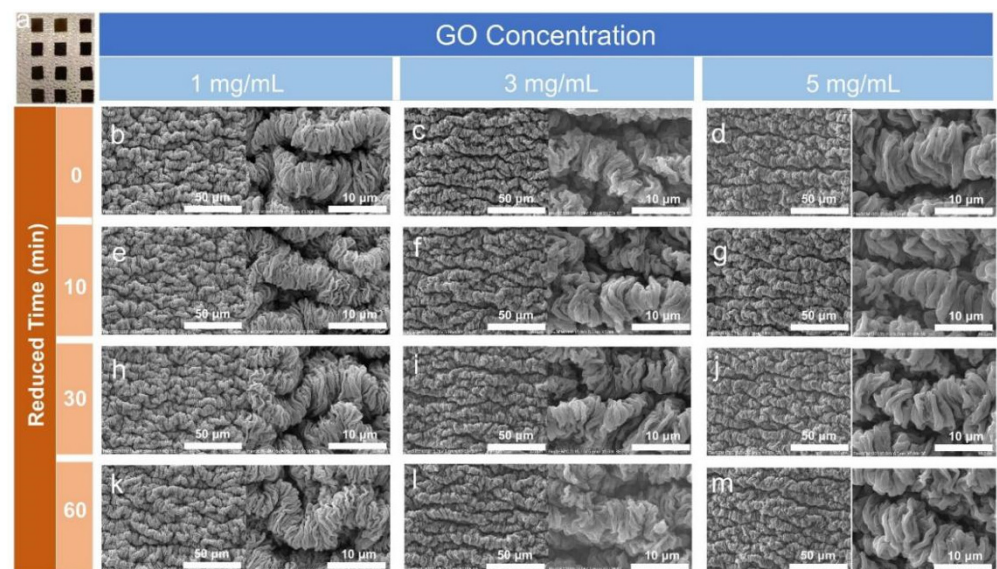 a
GO Concentration
1 mg/mL 3 mg/mL 5 mg/mL
Reduced Time (min)
0
b 50 µm 10 µm c 50 µm 10 µm d 50 µm 10 µm
10
e 50 µm 10 µm f 50 µm 10 µm g 50 µm 10 µm
30
h 50 µm 10 µm i 50 µm 10 µm j 50 µm 10 µm
60
k 50 µm 10 µm l 50 µm 10 µm m 50 µm 10 µm